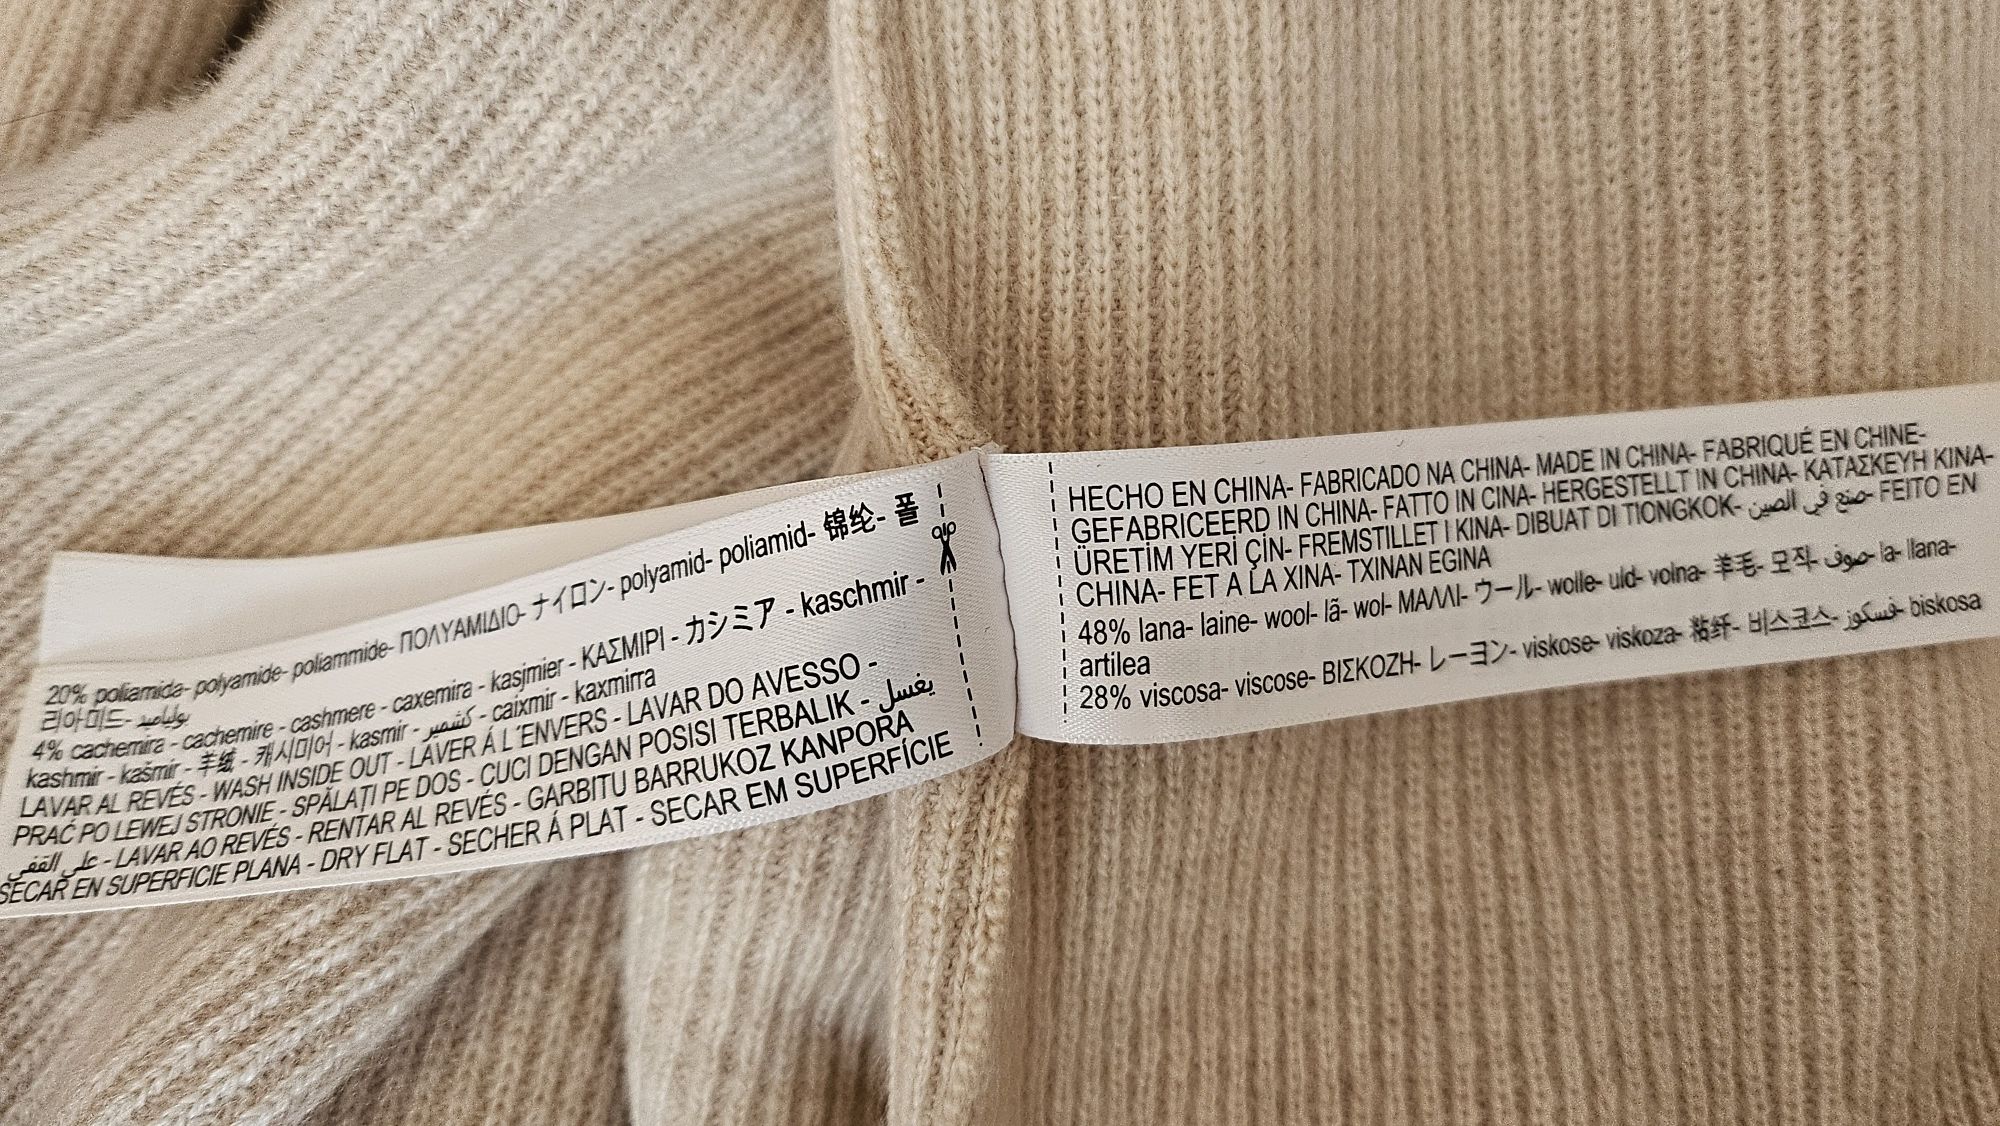 20% poliamida- polyamide- poliammide- ΠΟΛΥΑΜΙΔΙΟ- ナイロン- polyamid- poliamid- 锦纶- 폴
리아미드- بولياميد
4% cachemira - cachemire - cashmere - caxemira - kasjmier - ΚΑΣΜΙΡΙ - カシミア - kaschmir -
kashmir - kašmir - 羊绒 - 캐시미어 - kasmir - كشمير - caixmir - kaxmirra
LAVAR AL REVÉS - WASH INSIDE OUT - LAVER Á L´ENVERS - LAVAR DO AVESSO -
PRAĆ PO LEWEJ STRONIE - SPĂLAȚI PE DOS - CUCI DENGAN POSISI TERBALIK - يغسل
على القفى - LAVAR AO REVÉS - RENTAR AL REVÉS - GARBITU BARRUKOZ KANPORA
SECAR EN SUPERFICIE PLANA - DRY FLAT - SECHER Á PLAT - SECAR EM SUPERFÍCIE
HECHO EN CHINA- FABRICADO NA CHINA- MADE IN CHINA- FABRIQUÉ EN CHINE-
GEFABRICEERD IN CHINA- FATTO IN CINA- HERGESTELLT IN CHINA- ΚΑΤΑΣΚΕΥΗ ΚΙΝΑ-
ÜRETİM YERİ ÇİN- FREMSTILLET I KINA- DIBUAT DI TIONGKOK- صنع في الصين- FEITO EN
CHINA- FET A LA XINA- TXINAN EGINA
48% lana- laine- wool- lã- wol- ΜΑΛΛΙ- ウール- wolle- uld- volna- 羊毛- 모직- صوف- la- llana-
artilea
28% viscosa- viscose- ΒΙΣΚΟΖΗ- レーヨン- viskose- viskoza- 粘纤- 비스코스- فسكوز- biskosa